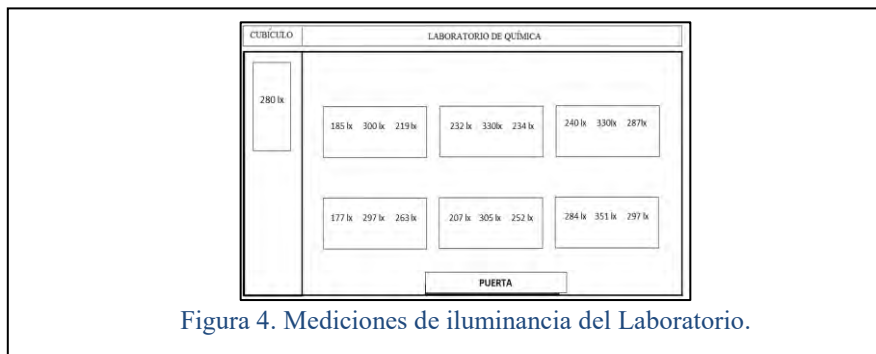 CUBÍCULO LABORATORIO DE QUÍMICA
280 lx
185 lx 300 lx 219 lx 232 lx 330lx 234 lx 240 lx 330lx 287lx
177 lx 297 lx 263 lx 207 lx 305 lx 252 lx 284 lx 351 lx 297 lx
PUERTA
Figura 4. Mediciones de iluminancia del Laboratorio.